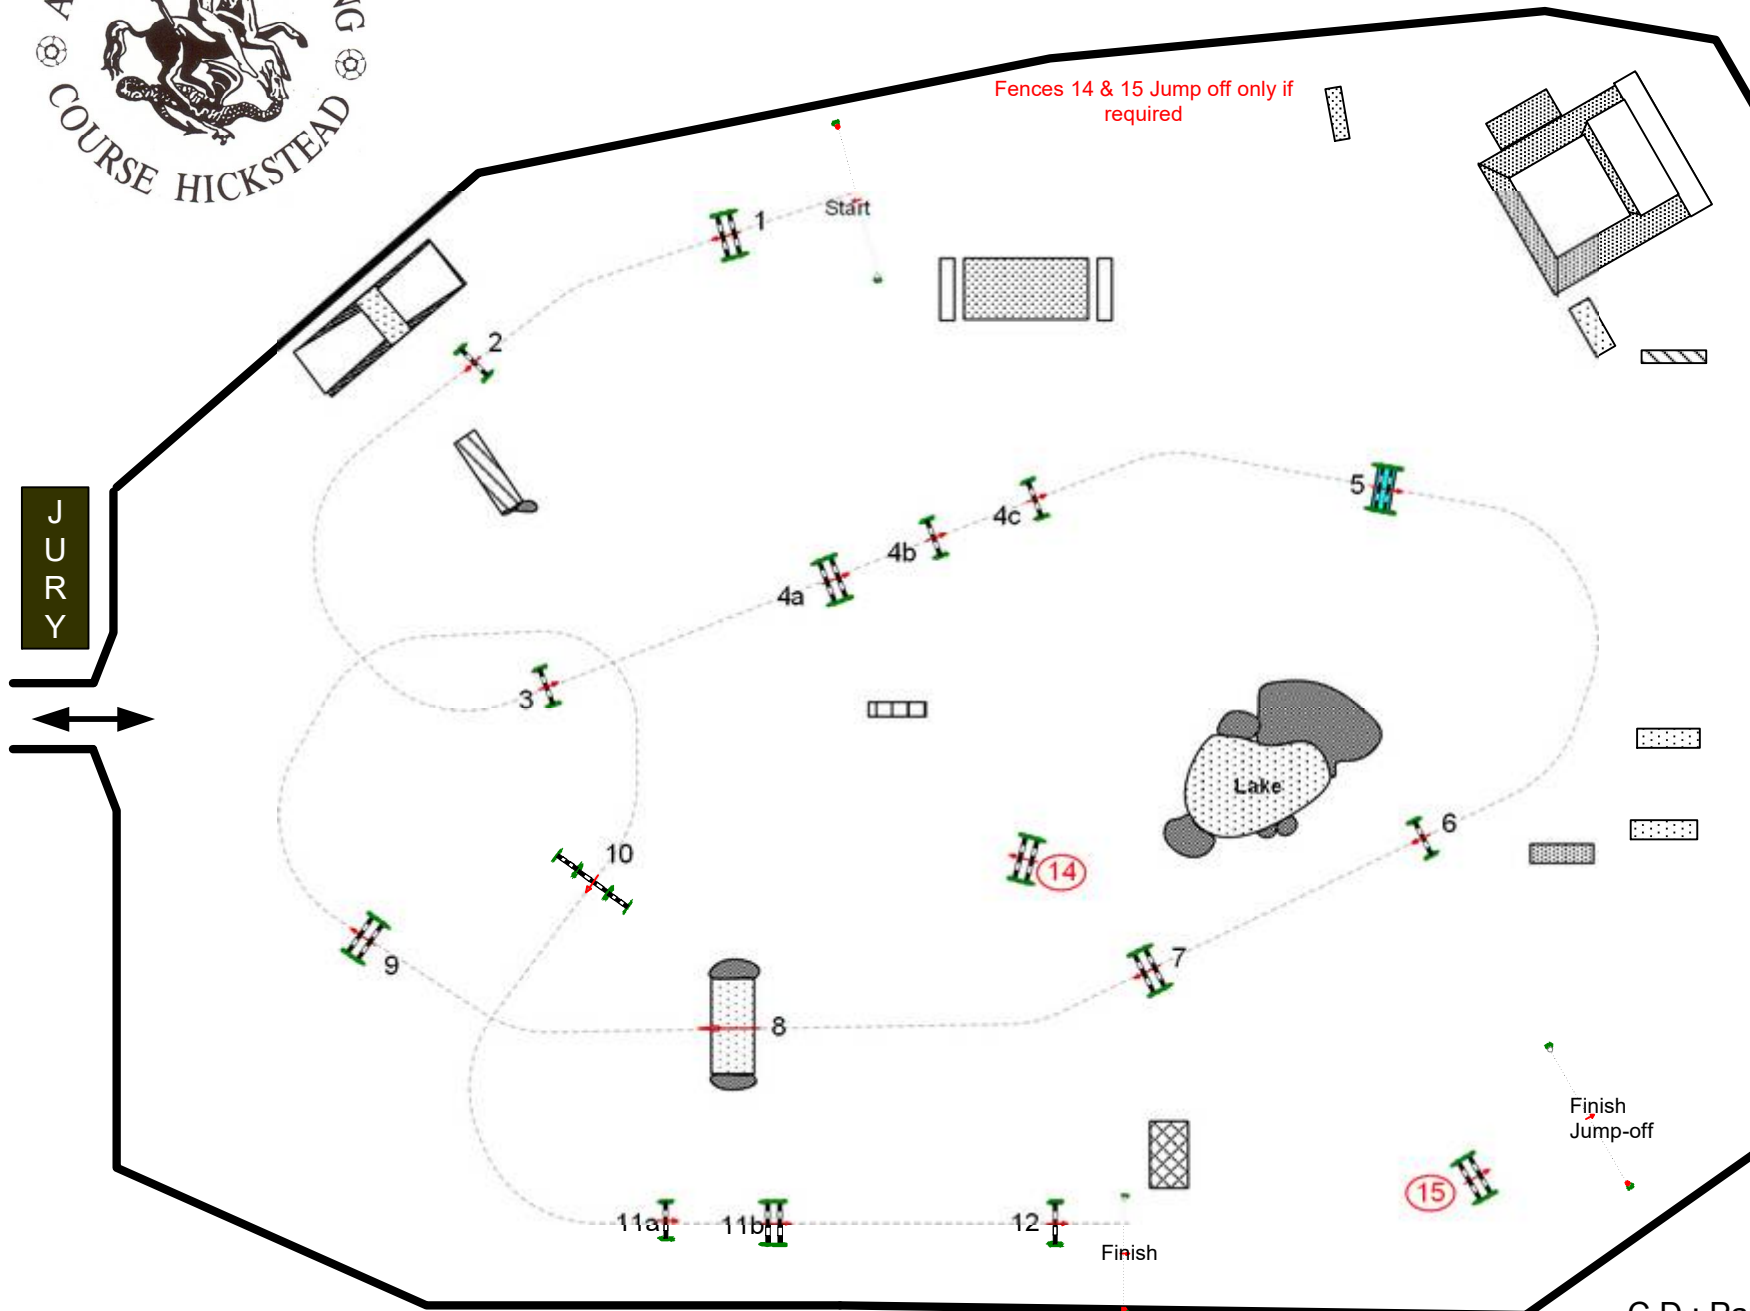 COURSE HICKSTEAD
Fences 14 & 15 Jump off only if
required
Start
1
2
J
U
R
Y
3
4a
4b
4c
5
Lake
6
7
8
9
10
14
11a
11b
12
Finish
15
Finish
Jump-off